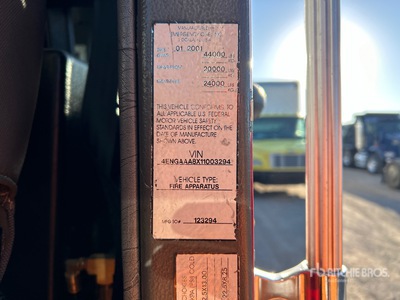 01 2001
44000
20000
24000
THIS VEHICLE CONFORMS TO
ALL APPLICABLE U.S. FEDERAL
MOTOR VEHICLE SAFETY
STANDARDS IN EFFECT ON THE
DATE OF MANUFACTURE
SHOWN ABOVE.
VIN
4ENGAAA8X11003294
VEHICLE TYPE:
FIRE APPARATUS
123294
RITCHIE BROS.